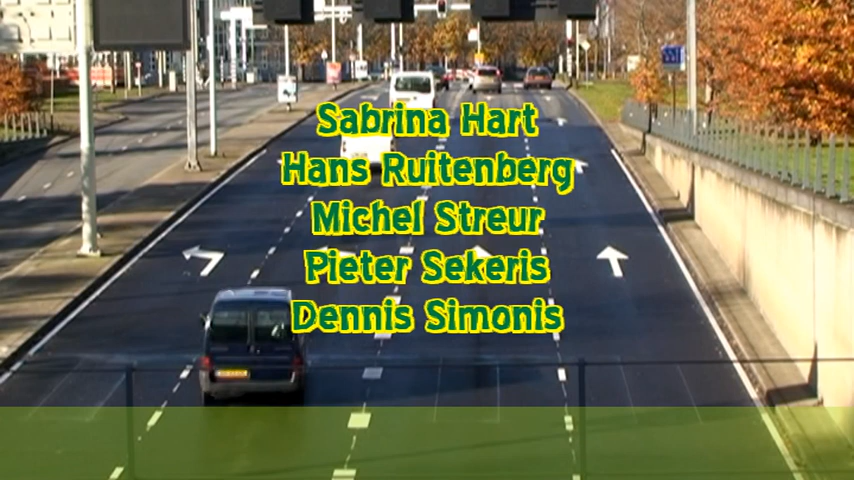 Sabrina Hart
Hans Ruitenberg
Michel Streur
Pieter Sekeris
Dennis Simonis